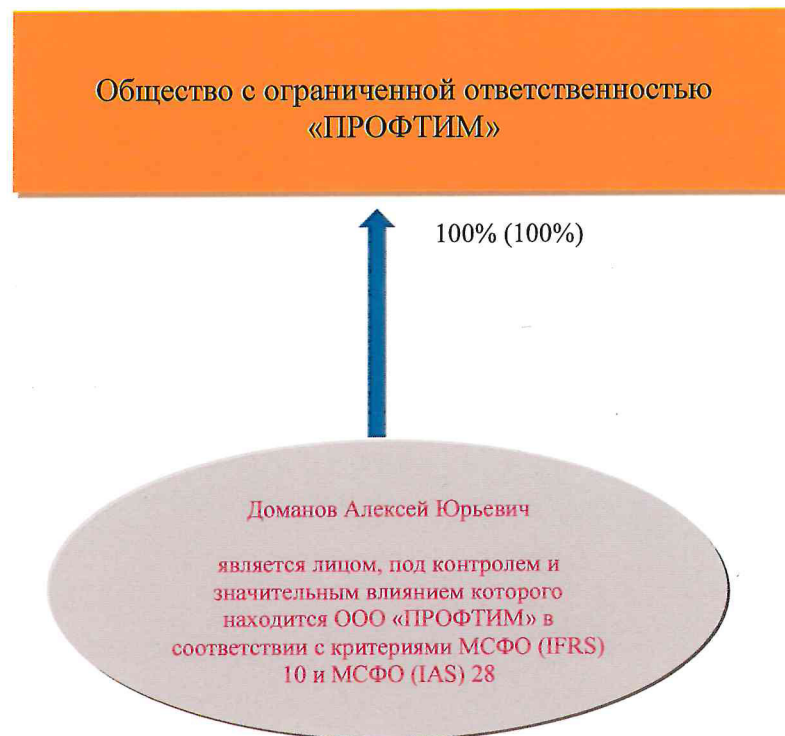 Общество с ограниченной ответственностью
«ПРОФТИМ»
100% (100%)
Доманов Алексей Юрьевич
является лицом, под контролем и
значительным влиянием которого
находится ООО «ПРОФТИМ» в
соответствии с критериями МСФО (IFRS)
10 и МСФО (IAS) 28